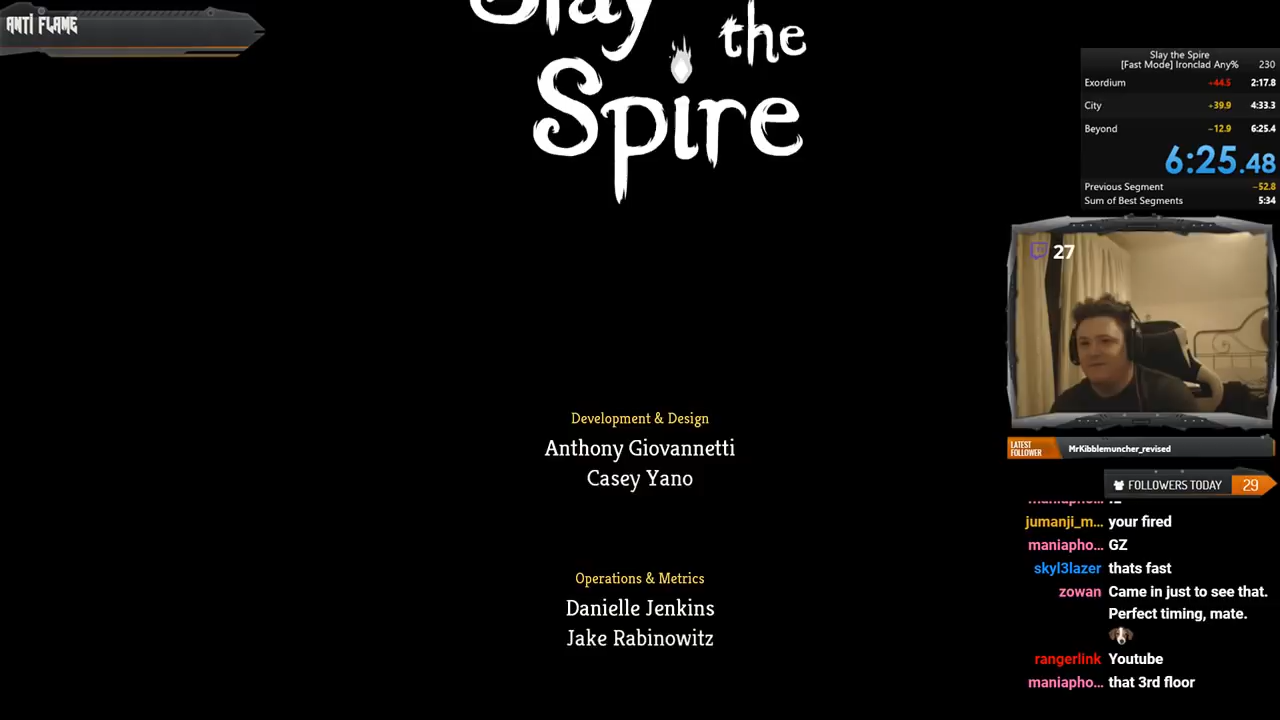 ANTI FLAME
Slay
the
Spire
Development & Design
Anthony Giovannetti
Casey Yano
Operations & Metrics
Danielle Jenkins
Jake Rabinowitz
Slay the Spire
[Fast Mode] Ironclad Any% 230
Exordium +44.5 2:17.8
City +39.9 4:33.3
Beyond −12.9 6:25.4
6:25.48
Previous Segment −52.8
Sum of Best Segments 5:34
27
LATEST
FOLLOWER
MrKibblemuncher_revised
FOLLOWERS TODAY 29
jumanji_m... your fired
maniapho... GZ
skyl3lazer thats fast
zowan Came in just to see that.
Perfect timing, mate.
rangerlink Youtube
maniapho... that 3rd floor